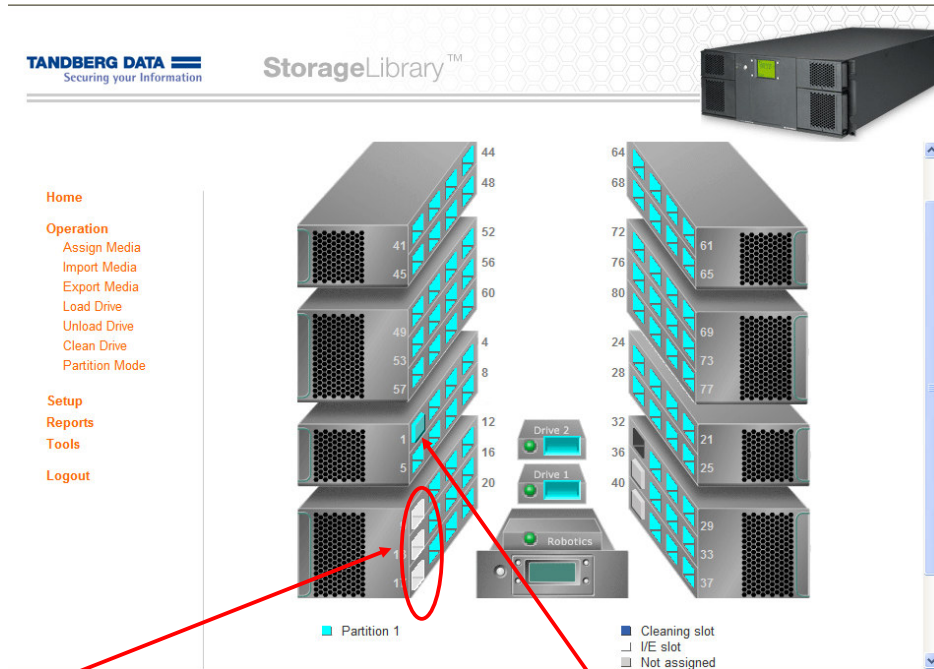 TANDBERG DATA
Securing your Information
StorageLibrary™
Home
Operation
Assign Media
Import Media
Export Media
Load Drive
Unload Drive
Clean Drive
Partition Mode
Setup
Reports
Tools
Logout
44
48
41
45
52
56
60
49
53
57
4
8
1
5
12
16
20
64
68
61
65
72
76
80
69
73
77
24
28
21
25
32
36
40
29
33
37
Drive 2
Drive 1
Robotics
Partition 1
Cleaning slot
I/E slot
Not assigned